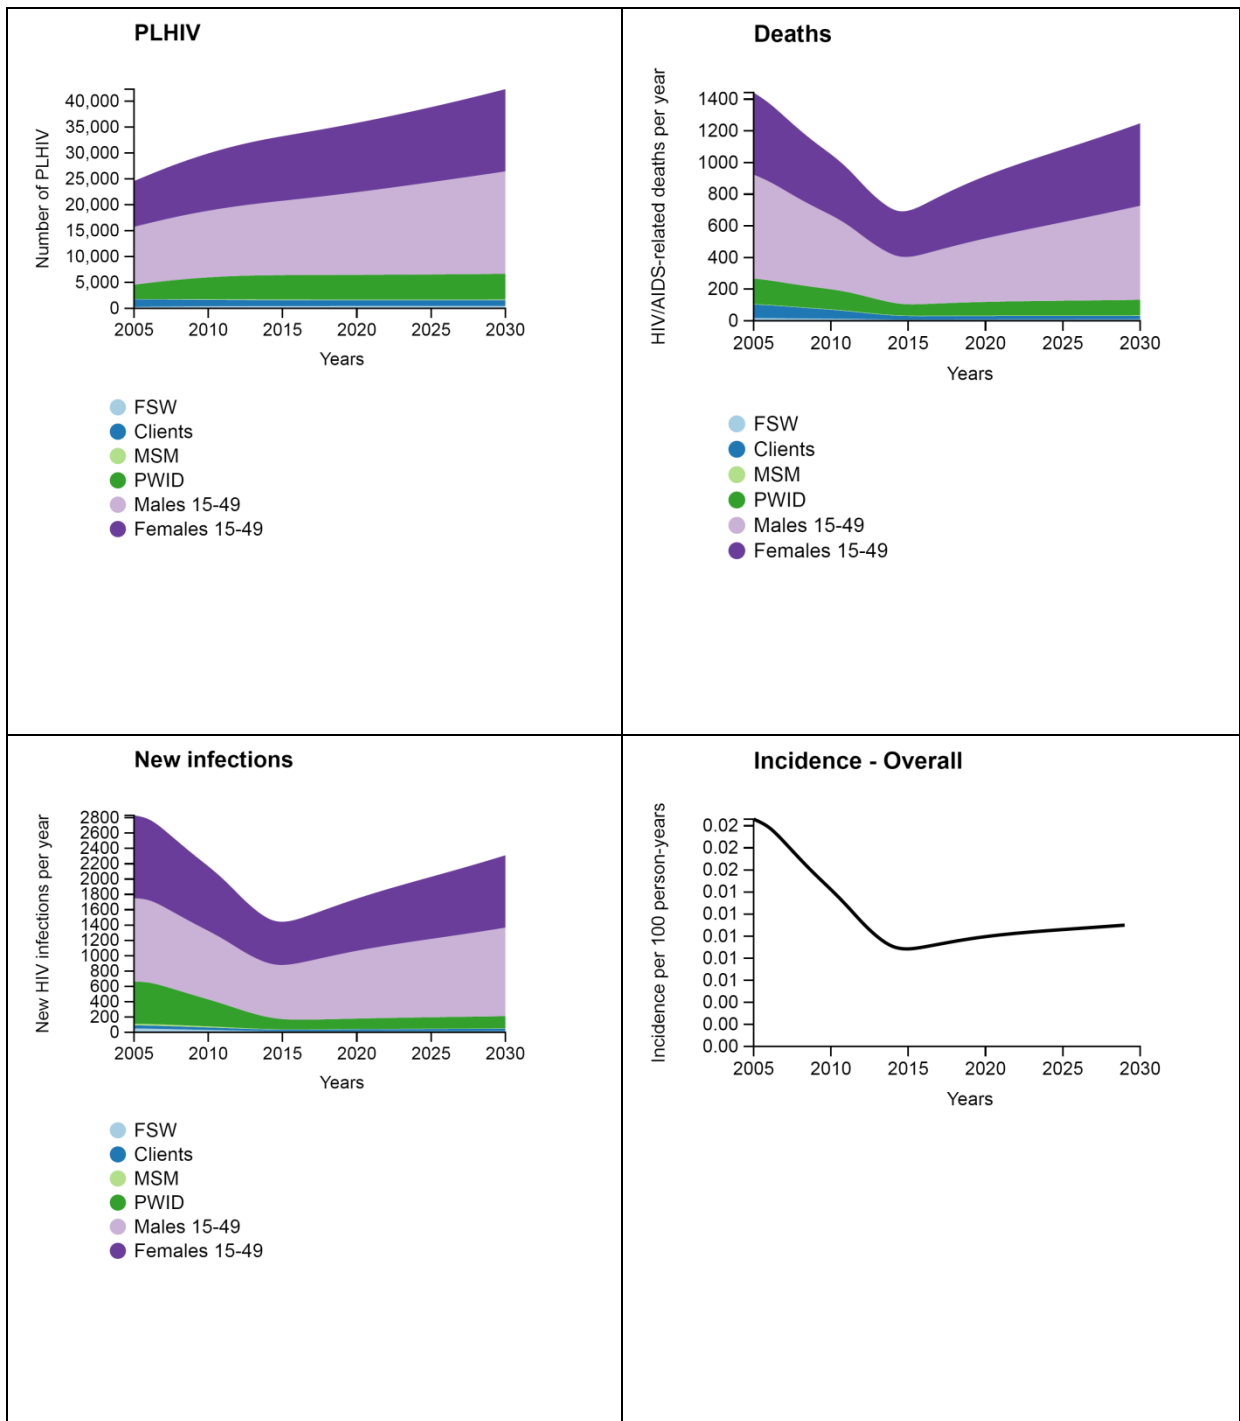 PLHIV
Number of PLHIV
40,000
35,000
30,000
25,000
20,000
15,000
10,000
5,000
0
2005 2010 2015 2020 2025 2030
Years
FSW
Clients
MSM
PWID
Males 15-49
Females 15-49
Deaths
HIV/AIDS-related deaths per year
1400
1200
1000
800
600
400
200
0
2005 2010 2015 2020 2025 2030
Years
FSW
Clients
MSM
PWID
Males 15-49
Females 15-49
New infections
New HIV infections per year
2800
2600
2400
2200
2000
1800
1600
1400
1200
1000
800
600
400
200
0
2005 2010 2015 2020 2025 2030
Years
FSW
Clients
MSM
PWID
Males 15-49
Females 15-49
Incidence - Overall
Incidence per 100 person-years
0.02
0.02
0.02
0.01
0.01
0.01
0.01
0.01
0.00
0.00
0.00
2005 2010 2015 2020 2025 2030
Years